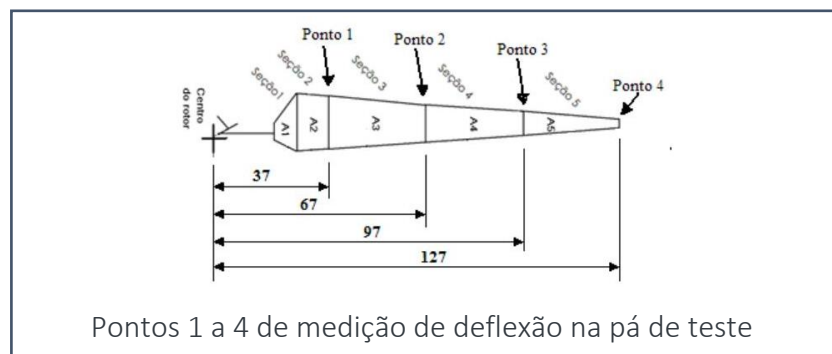 Ponto 1
Ponto 2
Ponto 3
Ponto 4
Seção 1
Seção 2
Seção 3
Seção 4
Seção 5
Centro
do rotor
A1
A2
A3
A4
A5
37
67
97
127
Pontos 1 a 4 de medição de deflexão na pá de teste